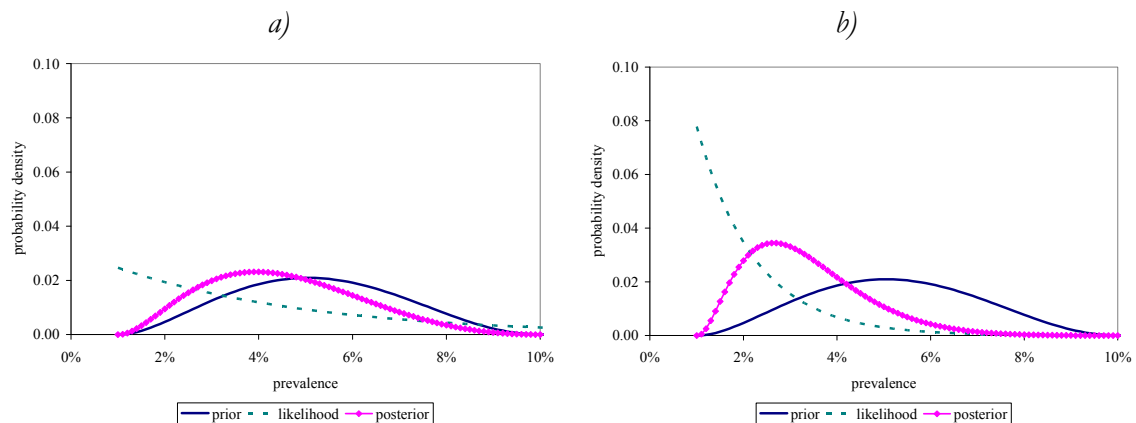 a)
0.10
0.08
0.06
0.04
0.02
0.00
probability density
0% 2% 4% 6% 8% 10%
prevalence
prior likelihood posterior
b)
0.10
0.08
0.06
0.04
0.02
0.00
probability density
0% 2% 4% 6% 8% 10%
prevalence
prior likelihood posterior